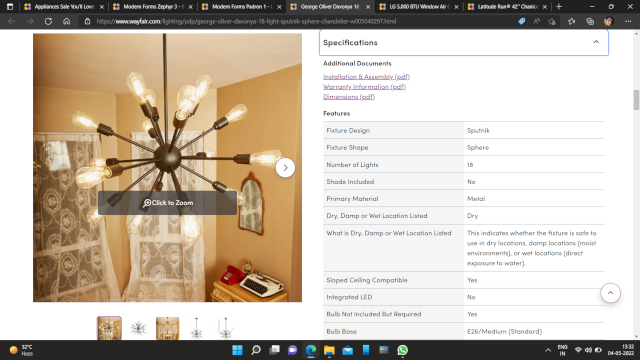 Appliances Sale You'll Love
Modern Forms Zephyr 3 -
Modern Forms Padron 1 -
George Oliver Davonya 18
LG 5,000 BTU Window Air C
Latitude Run® 42" Chanice
https://www.wayfair.com/lighting/pdp/george-oliver-davonya-18-light-sputnik-sphere-chandelier-w005040297.html
Click to Zoom
Specifications
Additional Documents
Installation & Assembly (pdf)
Warranty Information (pdf)
Dimensions (pdf)
Features
Fixture Design Sputnik
Fixture Shape Sphere
Number of Lights 18
Shade Included No
Primary Material Metal
Dry, Damp or Wet Location Listed Dry
What is Dry, Damp or Wet Location Listed This indicates whether the fixture is safe to
use in dry locations, damp locations (moist
environments), or wet locations (direct
exposure to water).
Sloped Ceiling Compatible Yes
Integrated LED No
Bulb Not Included But Required Yes
Bulb Base E26/Medium (Standard)
32°C
Haze
ENG
IN
13:32
04-05-2022